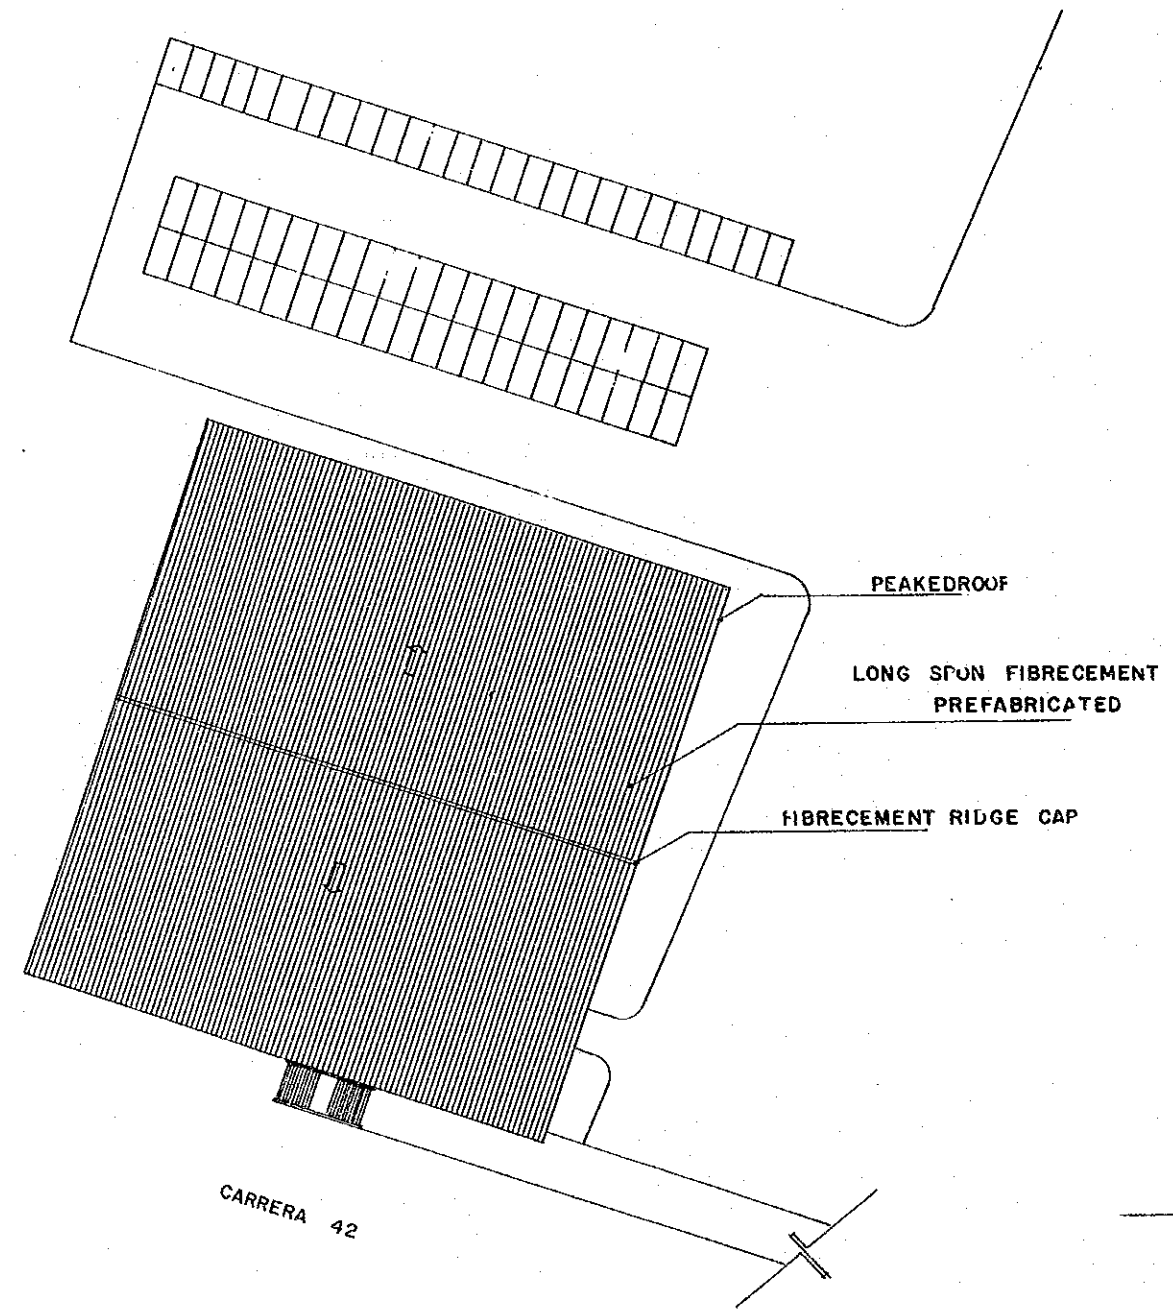 PEAKEDROOF
LONG SPUN FIBRECEMENT
PREFABRICATED
FIBRECEMENT RIDGE CAP
CARRERA 42